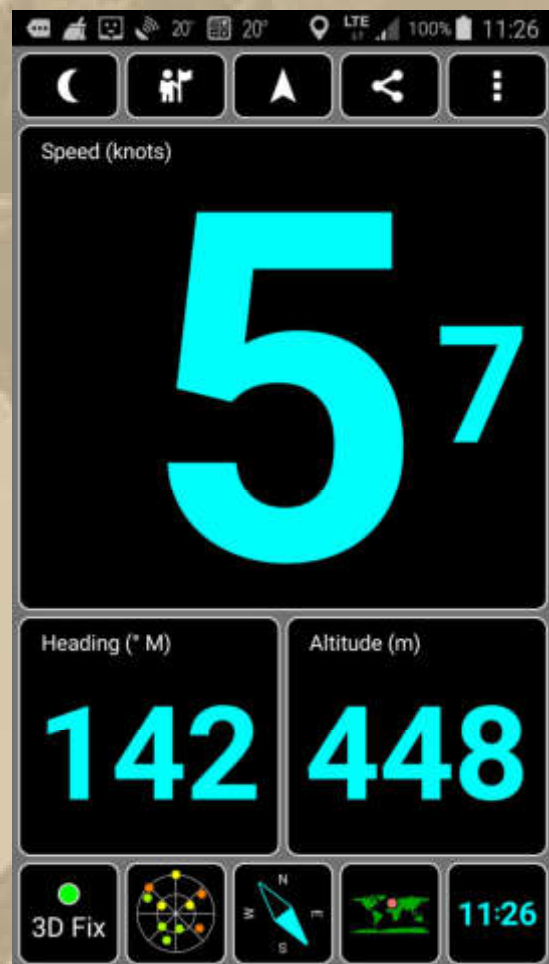 20° 20° LTE 100% 11:26
Speed (knots)
5 7
Heading (° M) Altitude (m)
142 448
N
W E
S
3D Fix 11:26